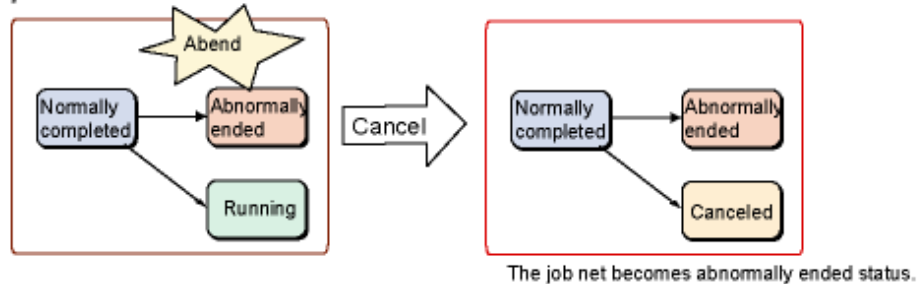 Abend
Normally
completed
Abnormally
ended
Running
Cancel
Normally
completed
Abnormally
ended
Canceled
The job net becomes abnormally ended status.